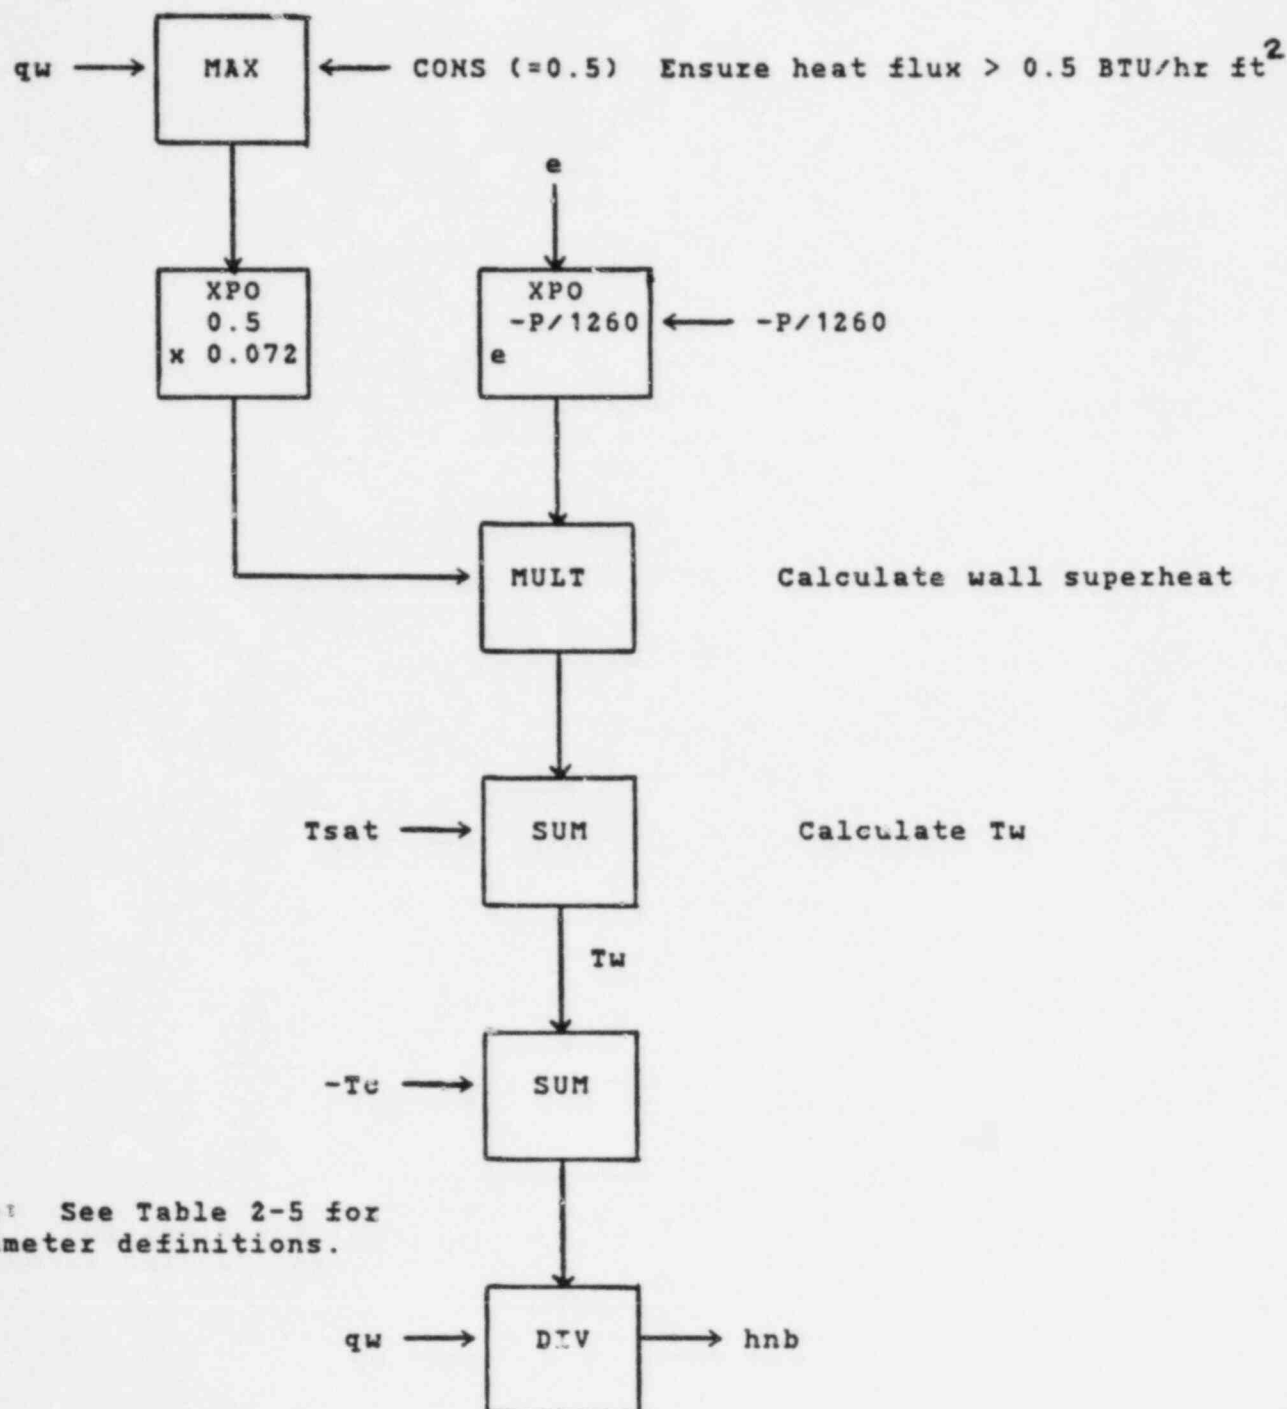 qw MAX CONS (=0.5) Ensure heat flux > 0.5 BTU/hr ft2
e
XPO
0.5
x 0.072
XPO
-P/1260
e
-P/1260
MULT Calculate wall superheat
Tsat SUM Calculate Tw
Tw
SUM
See Table 2-5 for
meter definitions.
qw DIV hnb